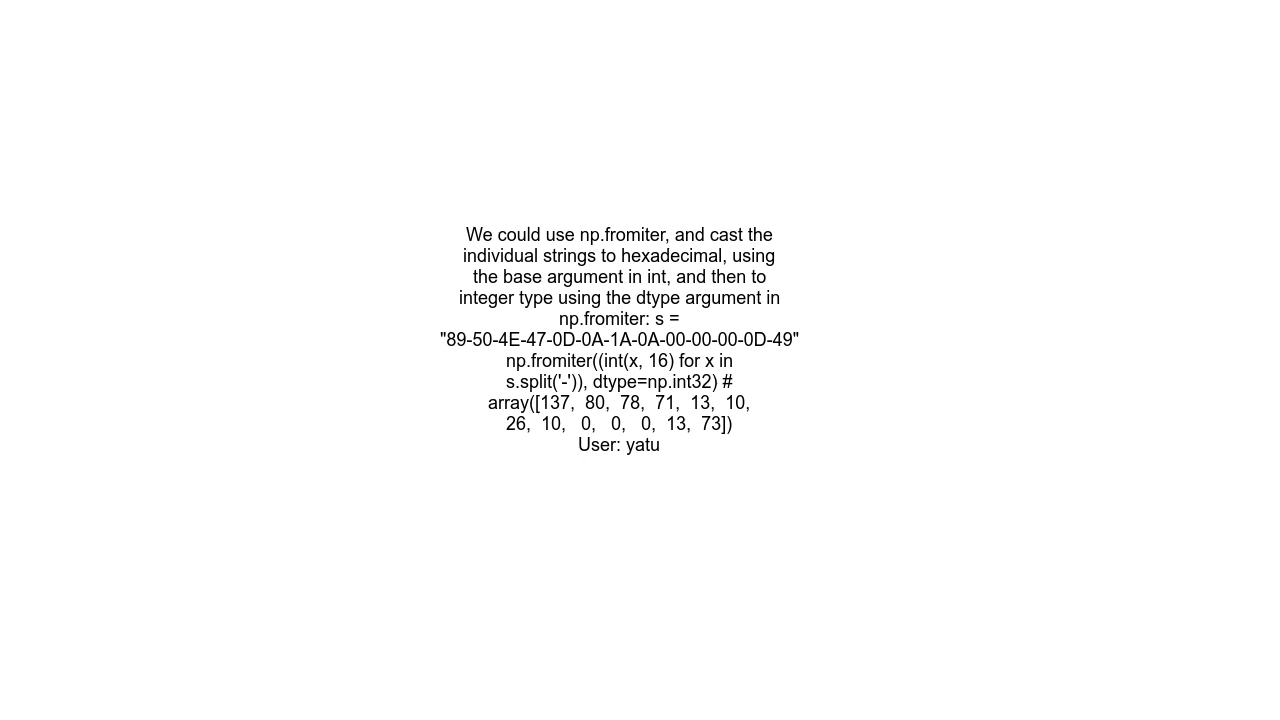 We could use np.fromiter, and cast the
individual strings to hexadecimal, using
the base argument in int, and then to
integer type using the dtype argument in
np.fromiter: s =
"89-50-4E-47-0D-0A-1A-0A-00-00-00-0D-49"
np.fromiter((int(x, 16) for x in
s.split('-')), dtype=np.int32) #
array([137,  80,  78,  71,  13,  10,
26,  10,   0,   0,   0,  13,  73])
User: yatu